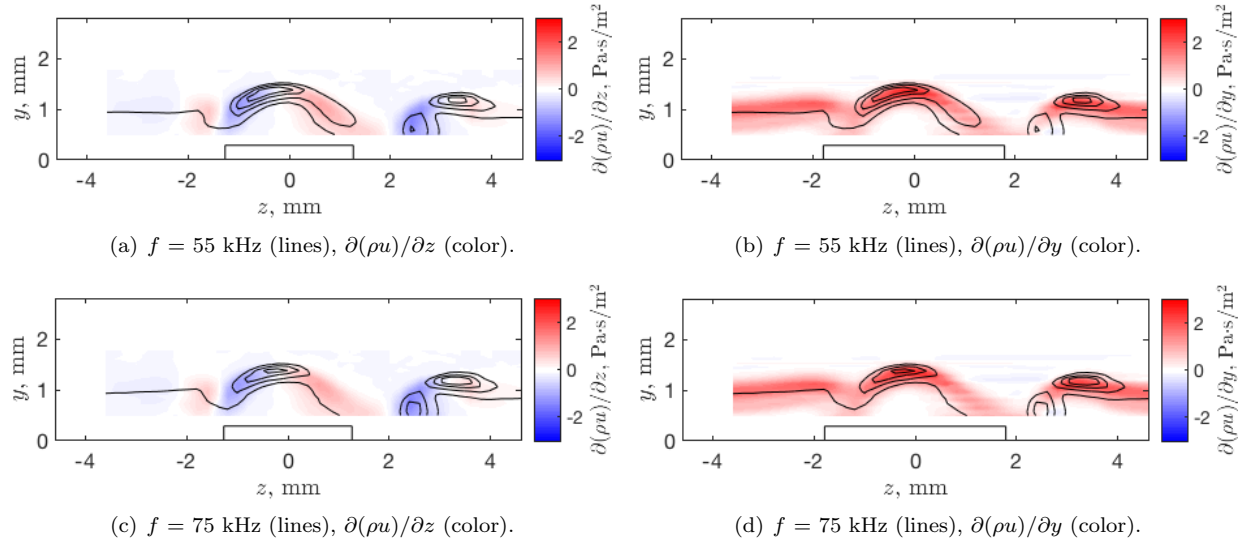 2
1
0
y, mm
-4
-2
0
2
4
z, mm
2
0
-2
∂(ρu)/∂z, Pa·s/m²
(a) f = 55 kHz (lines), ∂(ρu)/∂z (color).
2
1
0
y, mm
-4
-2
0
2
4
z, mm
2
0
-2
∂(ρu)/∂y, Pa·s/m²
(b) f = 55 kHz (lines), ∂(ρu)/∂y (color).
2
1
0
y, mm
-4
-2
0
2
4
z, mm
2
0
-2
∂(ρu)/∂z, Pa·s/m²
(c) f = 75 kHz (lines), ∂(ρu)/∂z (color).
2
1
0
y, mm
-4
-2
0
2
4
z, mm
2
0
-2
∂(ρu)/∂y, Pa·s/m²
(d) f = 75 kHz (lines), ∂(ρu)/∂y (color).